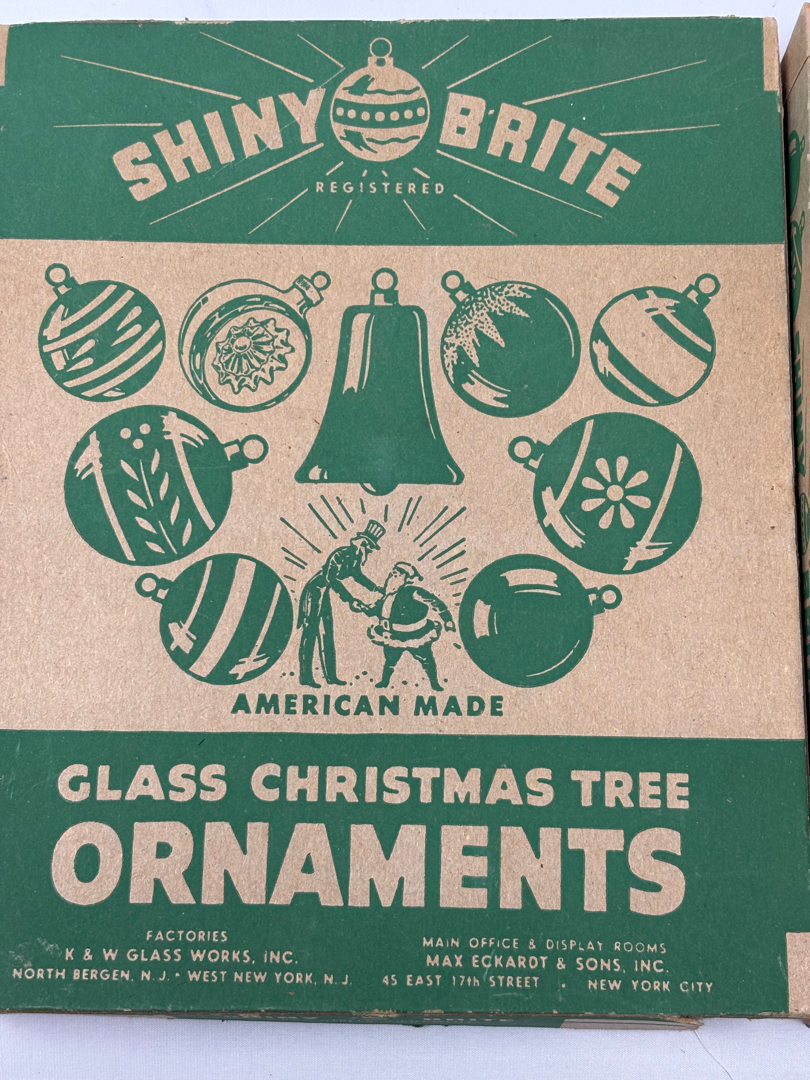 SHINY BRITE
REGISTERED
AMERICAN MADE
GLASS CHRISTMAS TREE
ORNAMENTS
FACTORIES
K & W GLASS WORKS, INC.
NORTH BERGEN, N.J. • WEST NEW YORK, N.J.
MAIN OFFICE & DISPLAY ROOMS
MAX ECKARDT & SONS, INC.
45 EAST 17th STREET • NEW YORK CITY